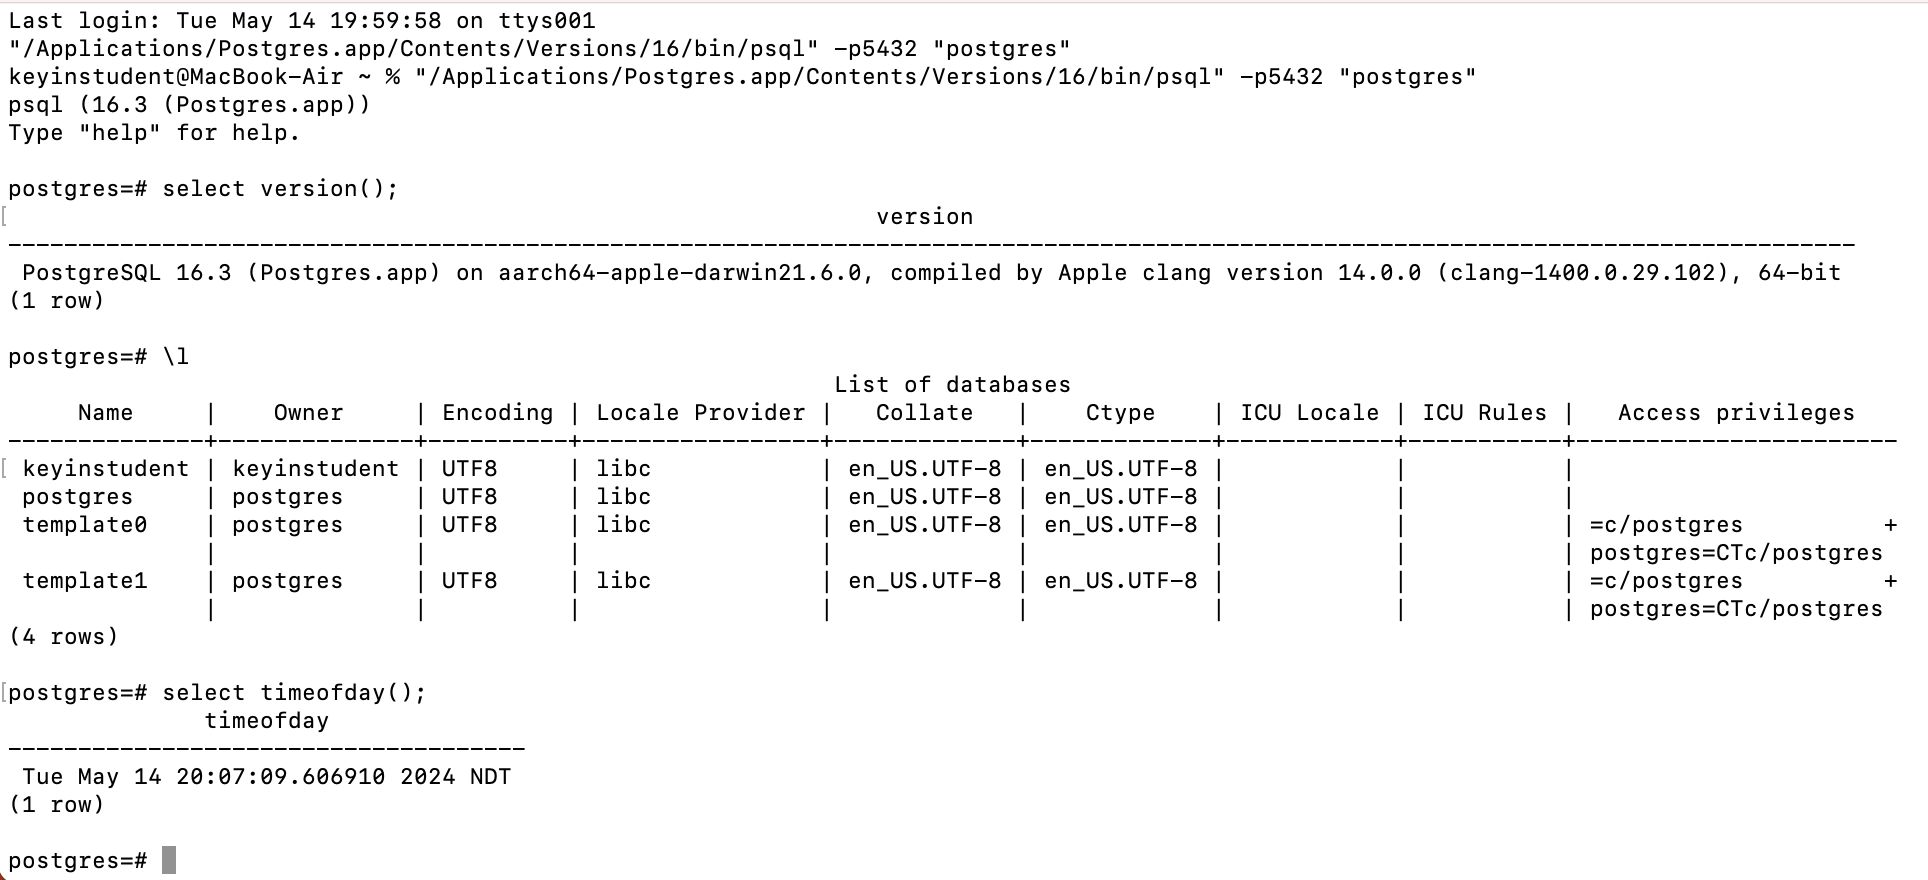 Last login: Tue May 14 19:59:58 on ttys001
"/Applications/Postgres.app/Contents/Versions/16/bin/psql" -p5432 "postgres"
keyinstudent@MacBook-Air ~ % "/Applications/Postgres.app/Contents/Versions/16/bin/psql" -p5432 "postgres"
psql (16.3 (Postgres.app))
Type "help" for help.

postgres=# select version();
                                                              version
------------------------------------------------------------------------------------------------------------------------------------
 PostgreSQL 16.3 (Postgres.app) on aarch64-apple-darwin21.6.0, compiled by Apple clang version 14.0.0 (clang-1400.0.29.102), 64-bit
(1 row)

postgres=# \l
                                                           List of databases
     Name     |    Owner     | Encoding | Locale Provider |   Collate   |    Ctype    | ICU Locale | ICU Rules |   Access privileges
--------------+--------------+----------+-----------------+-------------+-------------+------------+-----------+-----------------------
 keyinstudent | keyinstudent | UTF8     | libc            | en_US.UTF-8 | en_US.UTF-8 |            |           |
 postgres     | postgres     | UTF8     | libc            | en_US.UTF-8 | en_US.UTF-8 |            |           |
 template0    | postgres     | UTF8     | libc            | en_US.UTF-8 | en_US.UTF-8 |            |           | =c/postgres          +
              |              |          |                 |             |             |            |           | postgres=CTc/postgres
 template1    | postgres     | UTF8     | libc            | en_US.UTF-8 | en_US.UTF-8 |            |           | =c/postgres          +
              |              |          |                 |             |             |            |           | postgres=CTc/postgres
(4 rows)

postgres=# select timeofday();
              timeofday
-------------------------------------
 Tue May 14 20:07:09.606910 2024 NDT
(1 row)

postgres=#